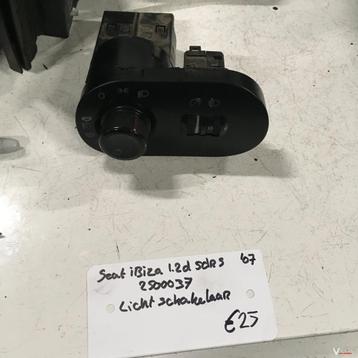 Seat iBiza 1.2d 5DRS '07
2500037
Licht schakelaar
€25